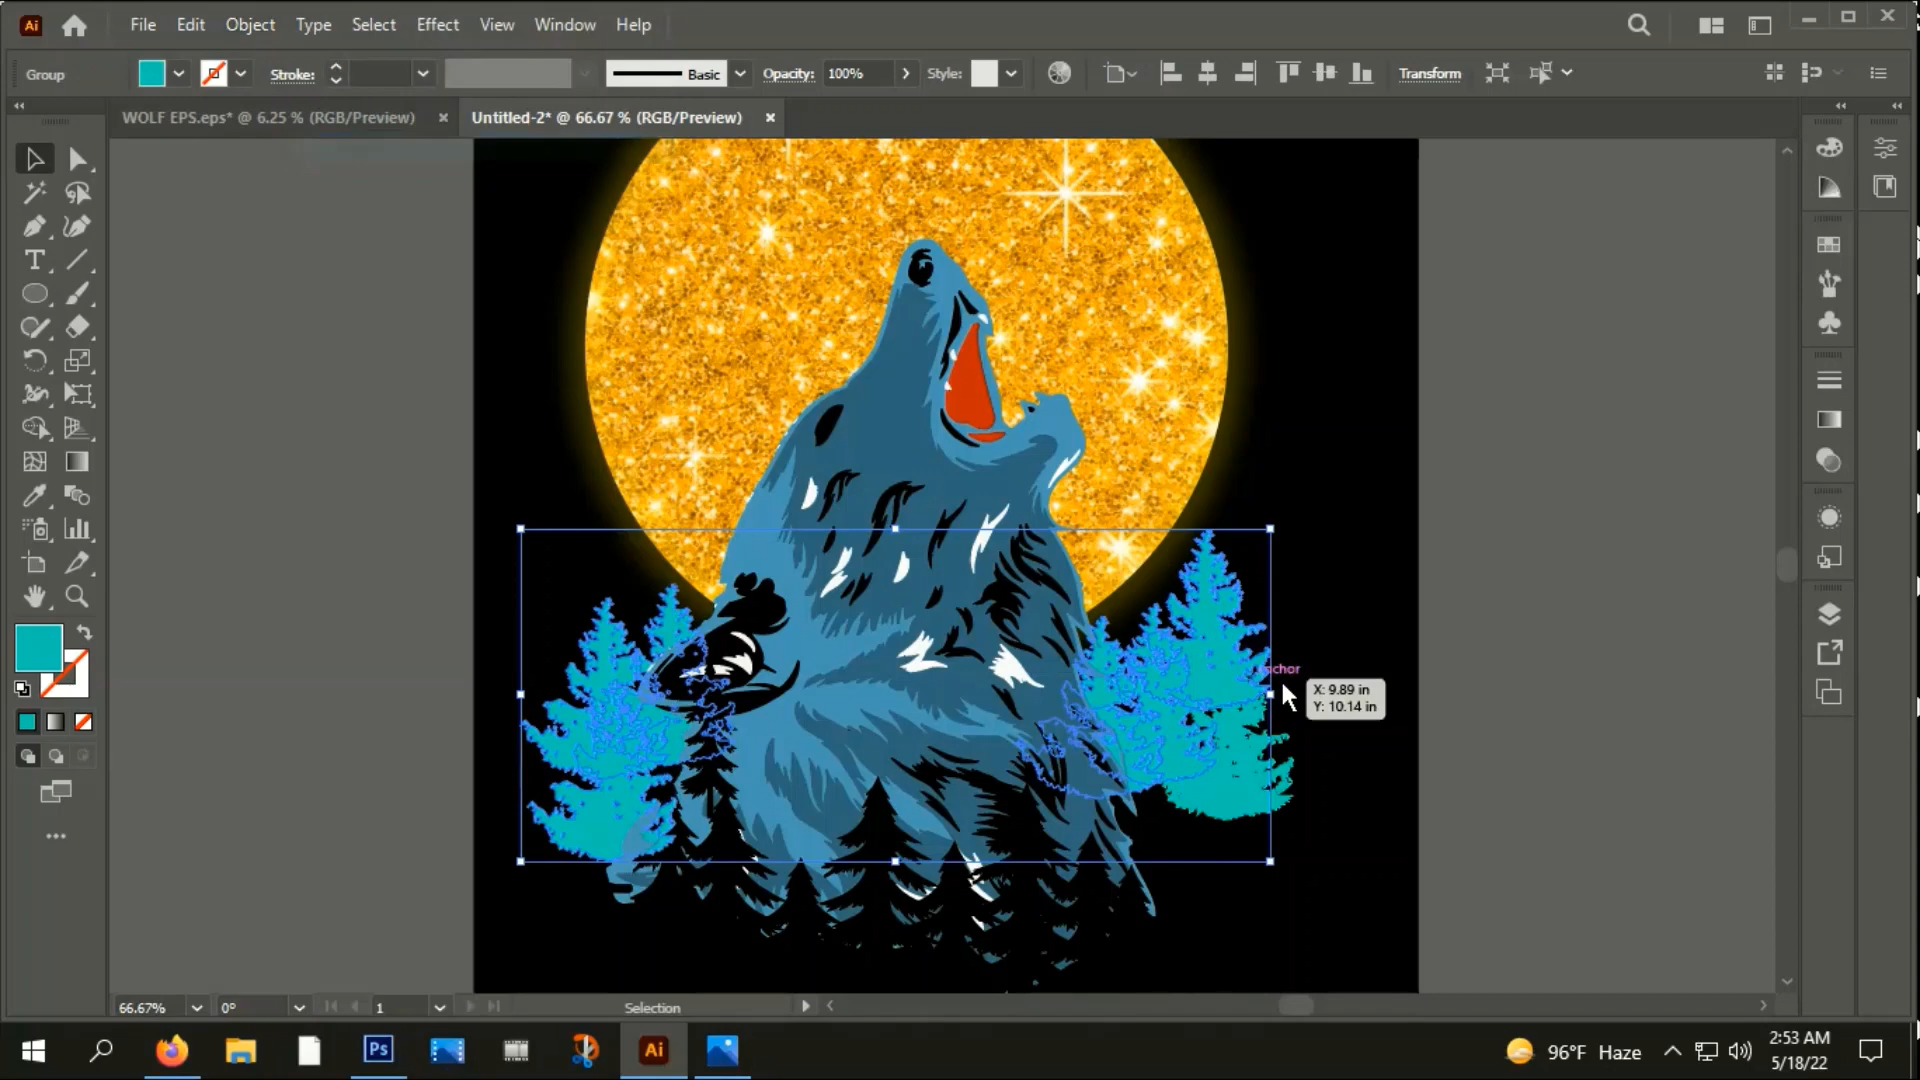 Ai File Edit Object Type Select Effect View Window Help
Group Stroke: Basic Opacity: 100% Style: Transform
WOLF EPS.eps* @ 6.25 % (RGB/Preview) × Untitled-2* @ 66.67 % (RGB/Preview) ×
X: 9.89 in
Y: 10.14 in
66.67% 0° 1 Selection
Ps Ai 96°F Haze 2:53 AM
5/18/22